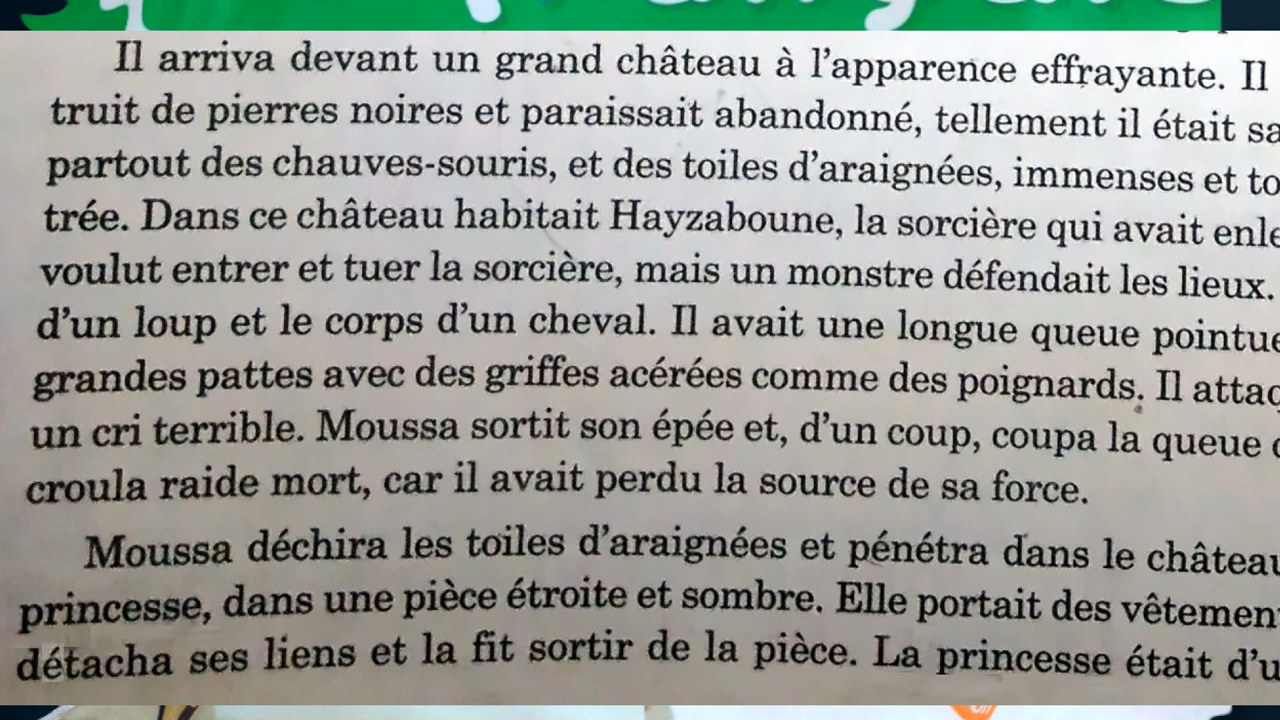 Il arriva devant un grand château à l'apparence effrayante. Il
truit de pierres noires et paraissait abandonné, tellement il était sa
partout des chauves-souris, et des toiles d'araignées, immenses et to
trée. Dans ce château habitait Hayzaboune, la sorcière qui avait enle
voulut entrer et tuer la sorcière, mais un monstre défendait les lieux.
d'un loup et le corps d'un cheval. Il avait une longue queue pointue
grandes pattes avec des griffes acérées comme des poignards. Il attaq
un cri terrible. Moussa sortit son épée et, d'un coup, coupa la queue
croula raide mort, car il avait perdu la source de sa force.
Moussa déchira les toiles d'araignées et pénétra dans le château
princesse, dans une pièce étroite et sombre. Elle portait des vêtemen
détacha ses liens et la fit sortir de la pièce. La princesse était d'u